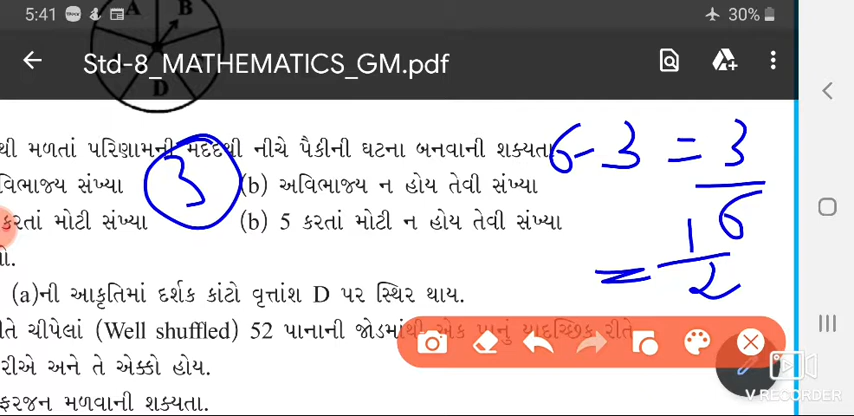 5:41 30%
A B
Std-8_MATHEMATICS_GM.pdf
D
થી મળતાં પરિણામની મદદથી નીચે પૈકીની ઘટના બનવાની શક્યતા
6-3 = 3/6
વિભાજ્ય સંખ્યા 3 (b) અવિભાજ્ય ન હોય તેવી સંખ્યા
કરતાં મોટી સંખ્યા (b) 5 કરતાં મોટી ન હોય તેવી સંખ્યા
= 1/2
(a)ની આકૃતિમાં દર્શક કાંટો વૃત્તાંશ D પર સ્થિર થાય.
તે ચીપેલાં (Well shuffled) 52 પાનાની જોડમાંથી એક પાનું યાદચ્છિક રીતે
રીએ અને તે એક્કો હોય.
V RECORDER
ફરજન મળવાની શક્યતા.